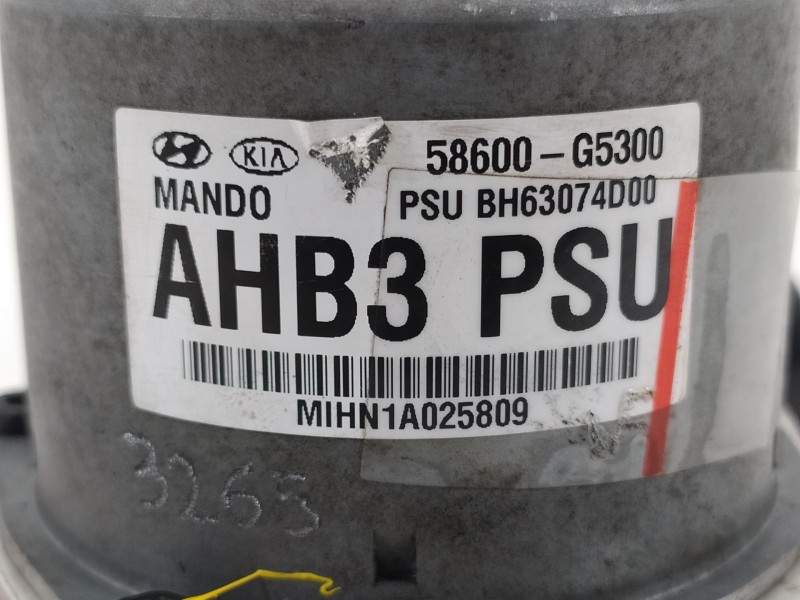 KIA 58600-G5300
MANDO PSU BH63074D00
AHB3 PSU
MIHN1A025809
3265